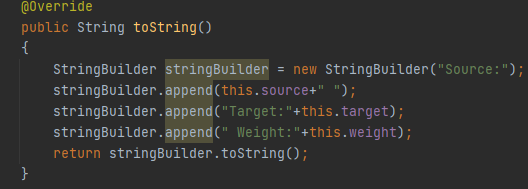 @Override
public String toString()
{
StringBuilder stringBuilder = new StringBuilder("Source:");
stringBuilder.append(this.source+" ");
stringBuilder.append("Target:"+this.target);
stringBuilder.append(" Weight:"+this.weight);
return stringBuilder.toString();
}